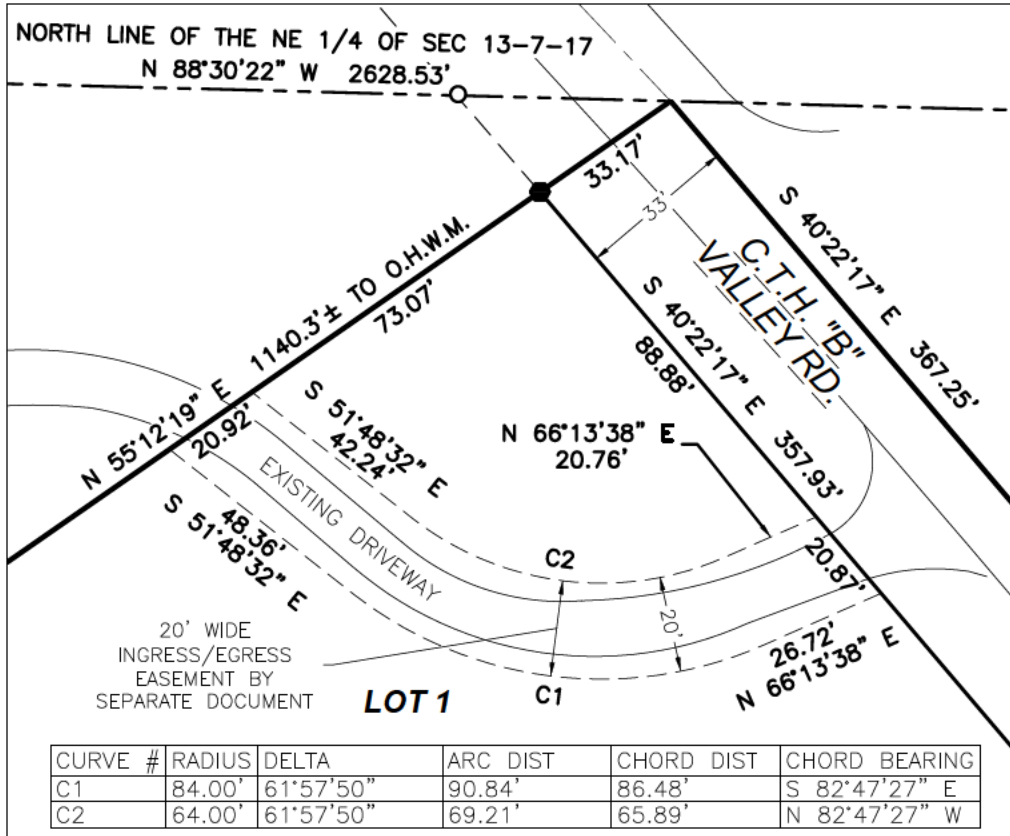 NORTH LINE OF THE NE 1/4 OF SEC 13-7-17
N 88°30'22" W 2628.53'
33.17'
33'
S 40°22'17" E 367.25'
C.T.H. "B"
VALLEY RD.
N 55°12'19" E 1140.3'± TO O.H.W.M.
73.07'
20.92'
S 40°22'17" E 357.93'
88.88'
S 51°48'32" E
42.24'
N 66°13'38" E
20.76'
EXISTING DRIVEWAY
48.36'
S 51°48'32" E
C2
20'
20.87'
26.72'
N 66°13'38" E
C1
20' WIDE
INGRESS/EGRESS
EASEMENT BY
SEPARATE DOCUMENT
LOT 1
CURVE # RADIUS DELTA ARC DIST CHORD DIST CHORD BEARING
C1 84.00' 61°57'50" 90.84' 86.48' S 82°47'27" E
C2 64.00' 61°57'50" 69.21' 65.89' N 82°47'27" W